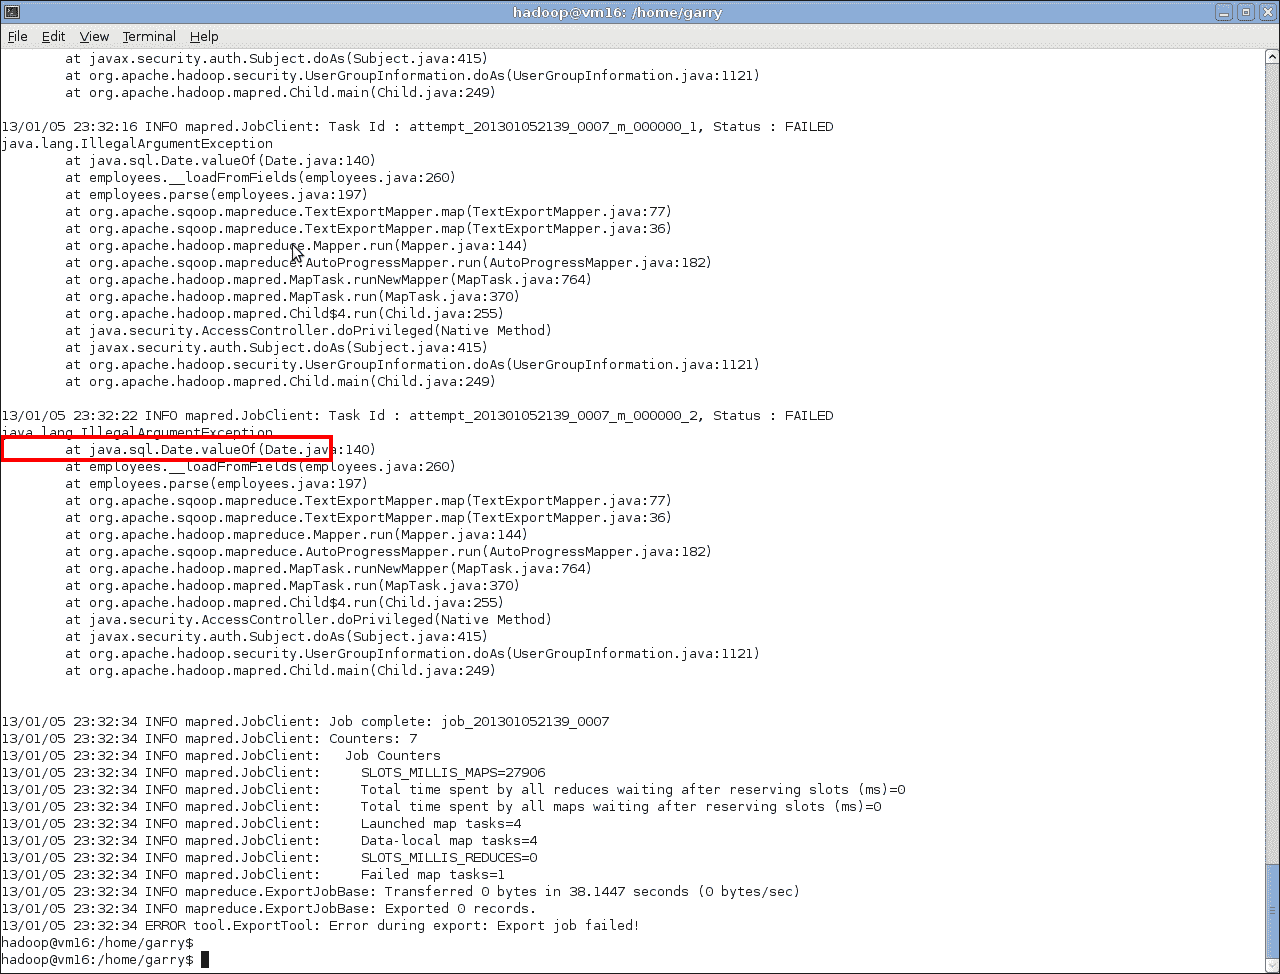 hadoop@vm16: /home/garry
File Edit View Terminal Help
at javax.security.auth.Subject.doAs(Subject.java:415)
at org.apache.hadoop.security.UserGroupInformation.doAs(UserGroupInformation.java:1121)
at org.apache.hadoop.mapred.Child.main(Child.java:249)
13/01/05 23:32:16 INFO mapred.JobClient: Task Id : attempt_201301052139_0007_m_000000_1, Status : FAILED
java.lang.IllegalArgumentException
at java.sql.Date.valueOf(Date.java:140)
at employees.__loadFromFields(employees.java:260)
at employees.parse(employees.java:197)
at org.apache.sqoop.mapreduce.TextExportMapper.map(TextExportMapper.java:77)
at org.apache.sqoop.mapreduce.TextExportMapper.map(TextExportMapper.java:36)
at org.apache.hadoop.mapreduce.Mapper.run(Mapper.java:144)
at org.apache.sqoop.mapreduce.AutoProgressMapper.run(AutoProgressMapper.java:182)
at org.apache.hadoop.mapred.MapTask.runNewMapper(MapTask.java:764)
at org.apache.hadoop.mapred.MapTask.run(MapTask.java:370)
at org.apache.hadoop.mapred.Child$4.run(Child.java:255)
at java.security.AccessController.doPrivileged(Native Method)
at javax.security.auth.Subject.doAs(Subject.java:415)
at org.apache.hadoop.security.UserGroupInformation.doAs(UserGroupInformation.java:1121)
at org.apache.hadoop.mapred.Child.main(Child.java:249)
13/01/05 23:32:22 INFO mapred.JobClient: Task Id : attempt_201301052139_0007_m_000000_2, Status : FAILED
java.lang.IllegalArgumentException
at java.sql.Date.valueOf(Date.java:140)
at employees.__loadFromFields(employees.java:260)
at employees.parse(employees.java:197)
at org.apache.sqoop.mapreduce.TextExportMapper.map(TextExportMapper.java:77)
at org.apache.sqoop.mapreduce.TextExportMapper.map(TextExportMapper.java:36)
at org.apache.hadoop.mapreduce.Mapper.run(Mapper.java:144)
at org.apache.sqoop.mapreduce.AutoProgressMapper.run(AutoProgressMapper.java:182)
at org.apache.hadoop.mapred.MapTask.runNewMapper(MapTask.java:764)
at org.apache.hadoop.mapred.MapTask.run(MapTask.java:370)
at org.apache.hadoop.mapred.Child$4.run(Child.java:255)
at java.security.AccessController.doPrivileged(Native Method)
at javax.security.auth.Subject.doAs(Subject.java:415)
at org.apache.hadoop.security.UserGroupInformation.doAs(UserGroupInformation.java:1121)
at org.apache.hadoop.mapred.Child.main(Child.java:249)
13/01/05 23:32:34 INFO mapred.JobClient: Job complete: job_201301052139_0007
13/01/05 23:32:34 INFO mapred.JobClient: Counters: 7
13/01/05 23:32:34 INFO mapred.JobClient:   Job Counters
13/01/05 23:32:34 INFO mapred.JobClient:     SLOTS_MILLIS_MAPS=27906
13/01/05 23:32:34 INFO mapred.JobClient:     Total time spent by all reduces waiting after reserving slots (ms)=0
13/01/05 23:32:34 INFO mapred.JobClient:     Total time spent by all maps waiting after reserving slots (ms)=0
13/01/05 23:32:34 INFO mapred.JobClient:     Launched map tasks=4
13/01/05 23:32:34 INFO mapred.JobClient:     Data-local map tasks=4
13/01/05 23:32:34 INFO mapred.JobClient:     SLOTS_MILLIS_REDUCES=0
13/01/05 23:32:34 INFO mapred.JobClient:     Failed map tasks=1
13/01/05 23:32:34 INFO mapreduce.ExportJobBase: Transferred 0 bytes in 38.1447 seconds (0 bytes/sec)
13/01/05 23:32:34 INFO mapreduce.ExportJobBase: Exported 0 records.
13/01/05 23:32:34 ERROR tool.ExportTool: Error during export: Export job failed!
hadoop@vm16:/home/garry$
hadoop@vm16:/home/garry$